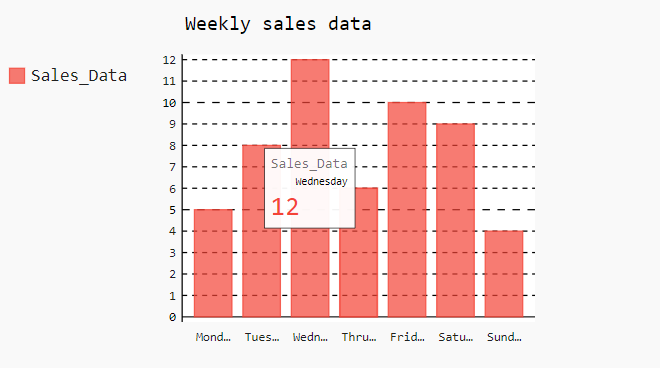 Weekly sales data
Sales_Data
12
11
10
9
8
7
6
5
4
3
2
1
0
Sales_Data
Wednesday
12
Mond… Tues… Wedn… Thru… Frid… Satu… Sund…